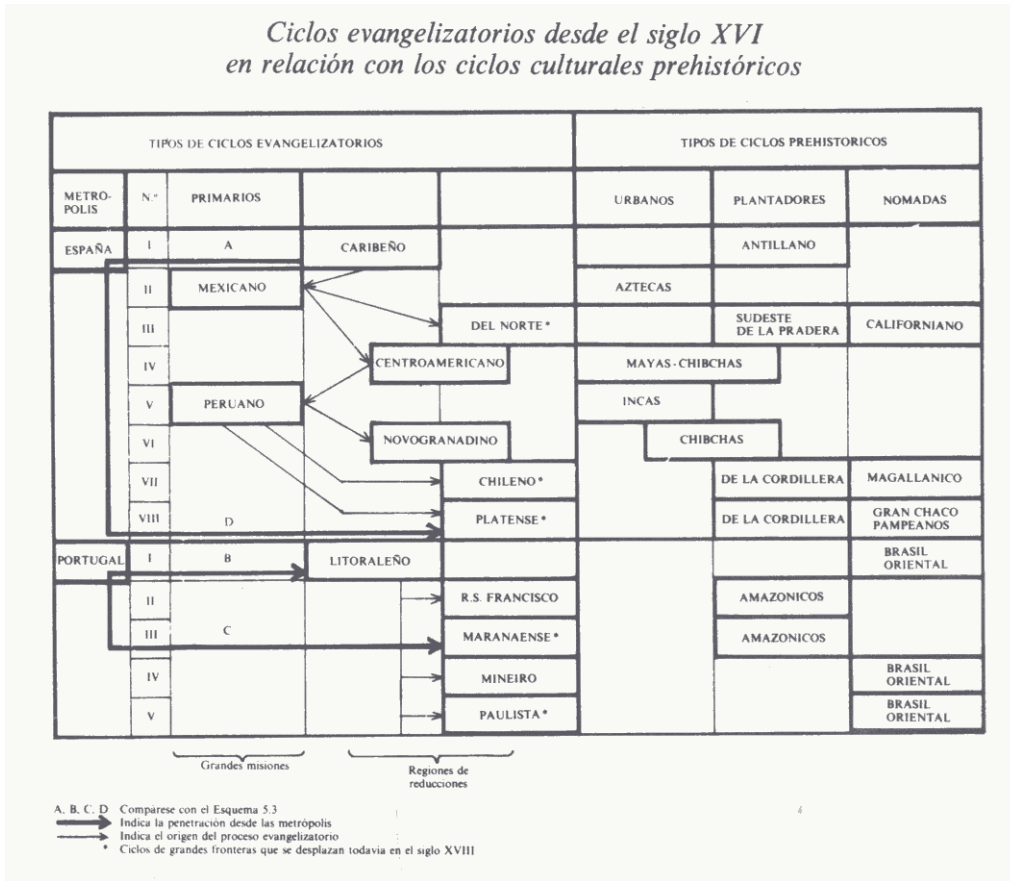 Ciclos evangelizatorios desde el siglo XVI
en relación con los ciclos culturales prehistóricos
TIPOS DE CICLOS EVANGELIZATORIOS
TIPOS DE CICLOS PREHISTORICOS
METRO-
POLIS
N.º
PRIMARIOS
URBANOS
PLANTADORES
NOMADAS
ESPAÑA
I
A
CARIBEÑO
ANTILLANO
II
MEXICANO
AZTECAS
III
DEL NORTE *
SUDESTE
DE LA PRADERA
CALIFORNIANO
IV
CENTROAMERICANO
MAYAS - CHIBCHAS
V
PERUANO
INCAS
VI
NOVOGRANADINO
CHIBCHAS
VII
CHILENO *
DE LA CORDILLERA
MAGALLANICO
VIII
D
PLATENSE *
DE LA CORDILLERA
GRAN CHACO
PAMPEANOS
PORTUGAL
I
B
LITORALEÑO
BRASIL
ORIENTAL
II
R.S. FRANCISCO
AMAZONICOS
III
C
MARANAENSE *
AMAZONICOS
IV
MINEIRO
BRASIL
ORIENTAL
V
PAULISTA *
BRASIL
ORIENTAL
Grandes misiones
Regiones de
reducciones
A, B, C, D Compárese con el Esquema 5.3
Indica la penetración desde las metrópolis
Indica el origen del proceso evangelizatorio
* Ciclos de grandes fronteras que se desplazan todavía en el siglo XVIII